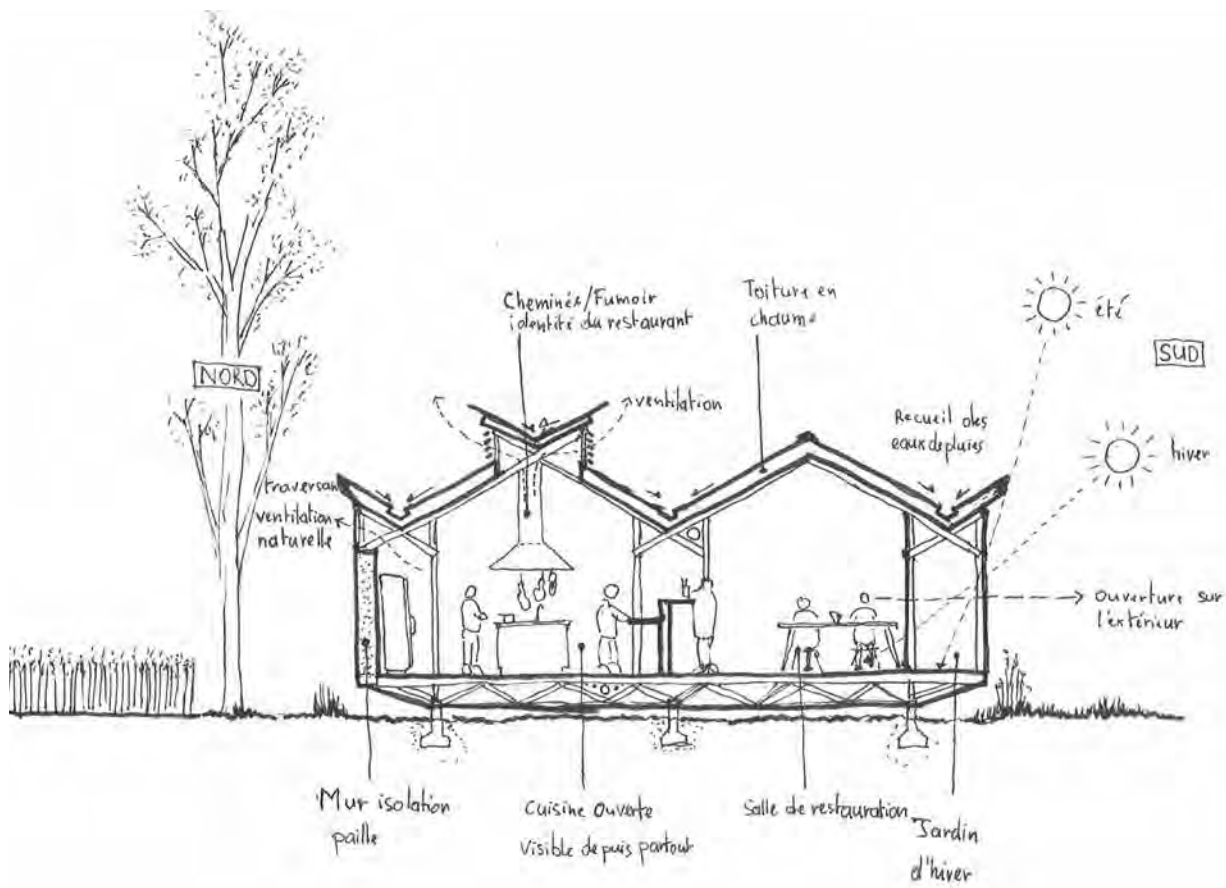 Cheminée/Fumoir
identité du restaurant
Toiture en
chaume
été
SUD
NORD
ventilation
Recueil des
eaux de pluies
hiver
traversant
ventilation
naturelle
ouverture sur
l'extérieur
Mur isolation
paille
Cuisine Ouverte
visible depuis partout
Salle de restauration
Jardin
d'hiver